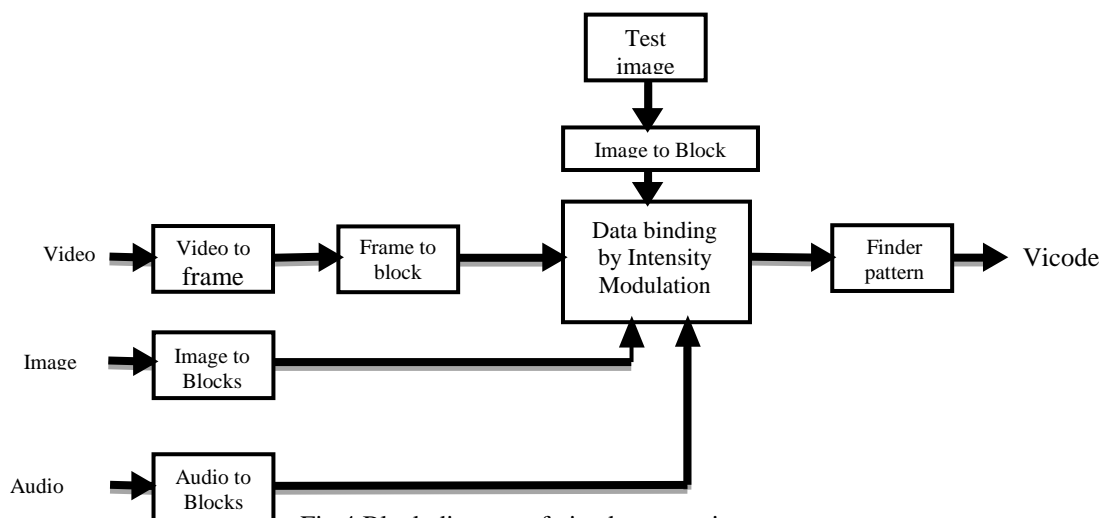 Test
image
Image to Block
Video
Video to
frame
Frame to
block
Data binding
by Intensity
Modulation
Finder
pattern
Vicode
Image
Image to
Blocks
Audio
Audio to
Blocks